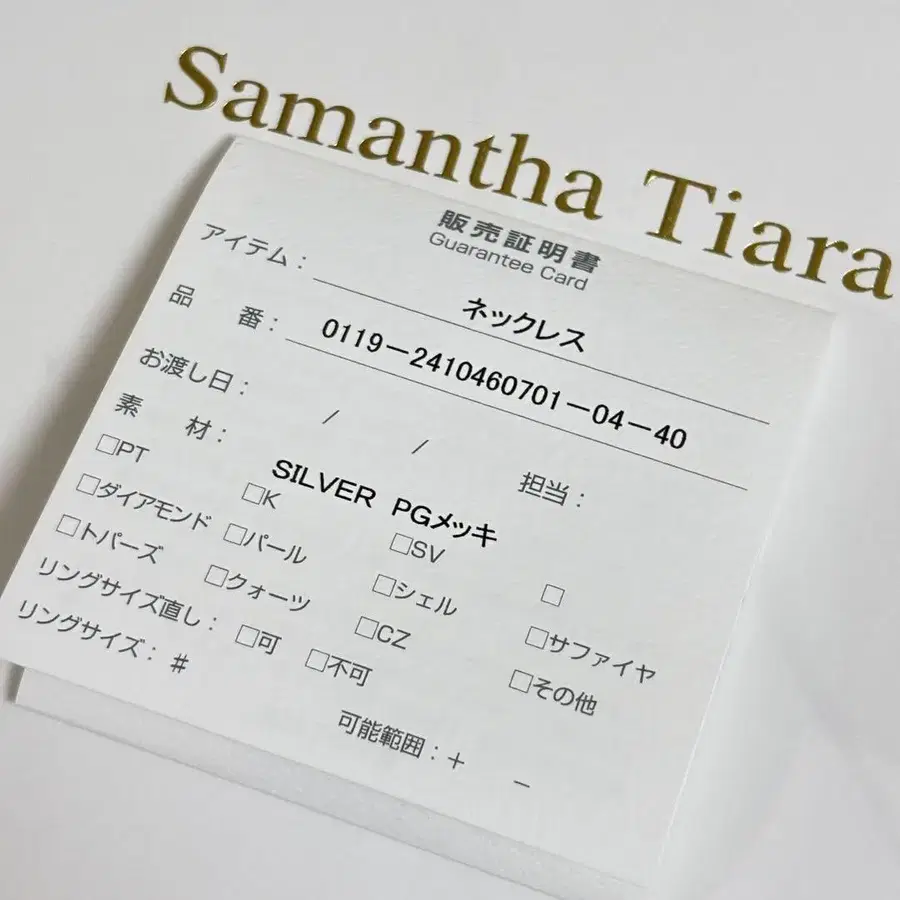 Samantha Tiara
販売証明書
Guarantee Card
アイテム： ネックレス
品 番： 0119－2410460701－04－40
お渡し日： / / 担当：
素 材： SILVER PGメッキ
□PT □K □SV □
□ダイアモンド □パール □シェル □サファイヤ
□トパーズ □クォーツ □CZ □その他
リングサイズ直し： □可 □不可
リングサイズ： # 可能範囲：＋ －